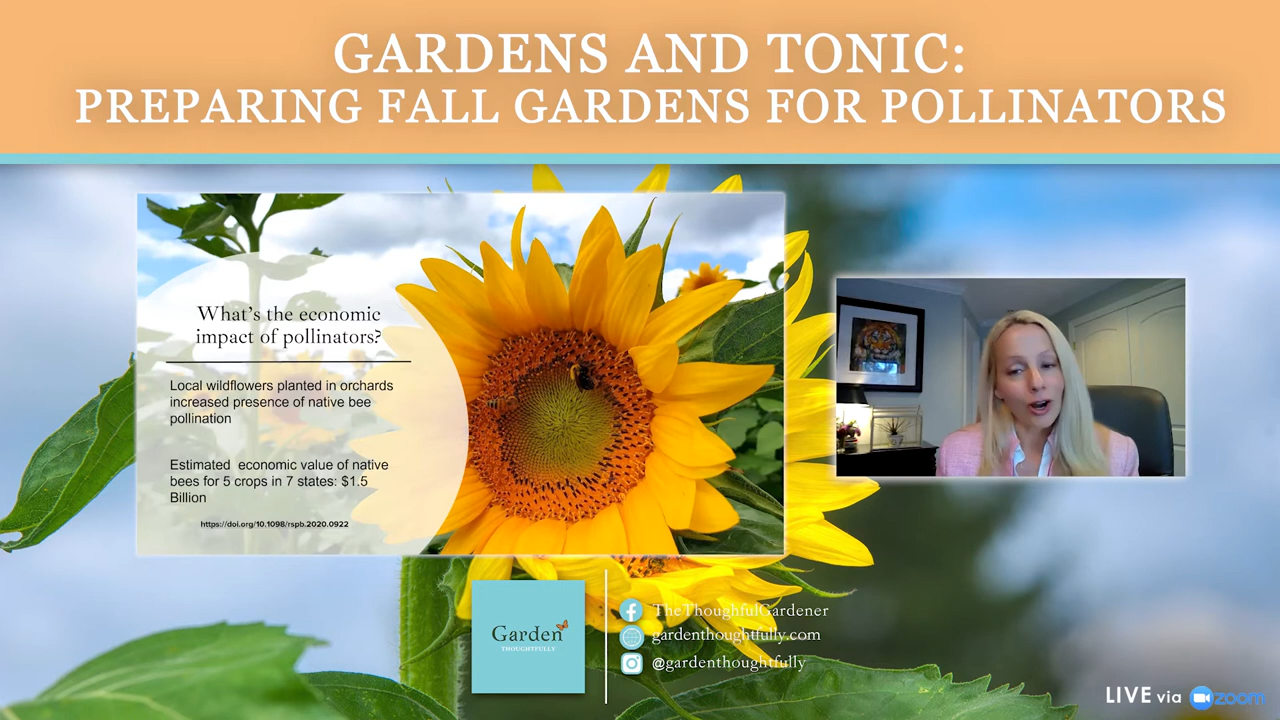 GARDENS AND TONIC:
PREPARING FALL GARDENS FOR POLLINATORS
What's the economic
impact of pollinators?
Local wildflowers planted in orchards
increased presence of native bee
pollination
Estimated economic value of native
bees for 5 crops in 7 states: $1.5
Billion
https://doi.org/10.1098/rspb.2020.0922
Garden
THOUGHTFULLY
TheThoughfulGardener
gardenthoughtfully.com
@gardenthoughtfully
LIVE via zoom